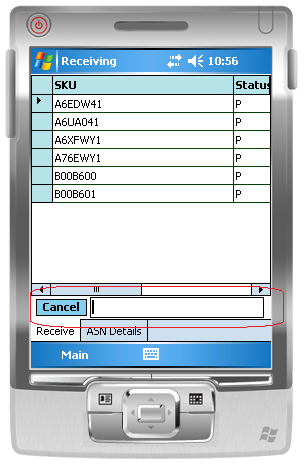 Receiving 10:56
SKU Status
A6EDW41 P
A6UA041 P
A6XFWY1 P
A76EWY1 P
B00B600 P
B00B601 P
Cancel
Receive ASN Details
Main